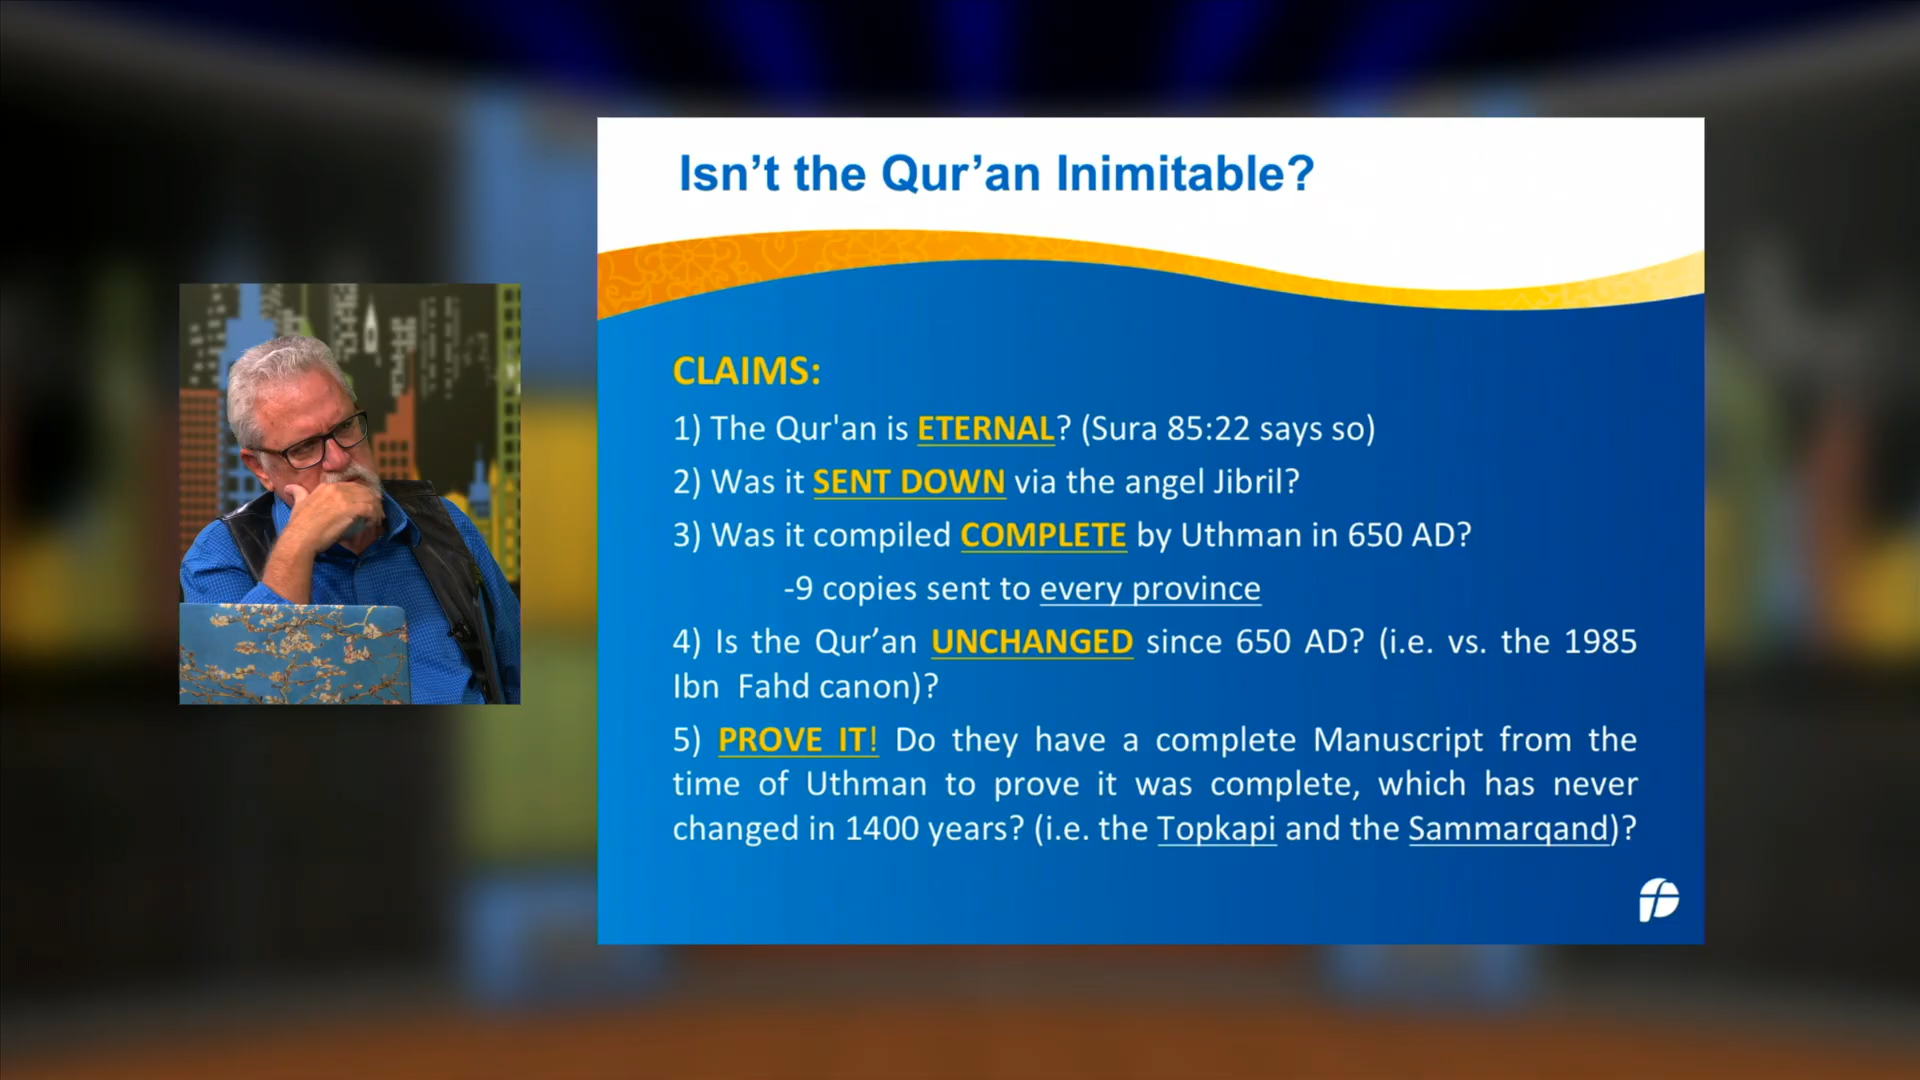 Isn’t the Qur’an Inimitable?
CLAIMS:
1) The Qur'an is ETERNAL? (Sura 85:22 says so)
2) Was it SENT DOWN via the angel Jibril?
3) Was it compiled COMPLETE by Uthman in 650 AD?
-9 copies sent to every province
4) Is the Qur’an UNCHANGED since 650 AD? (i.e. vs. the 1985
Ibn Fahd canon)?
5) PROVE IT! Do they have a complete Manuscript from the
time of Uthman to prove it was complete, which has never
changed in 1400 years? (i.e. the Topkapi and the Sammarqand)?